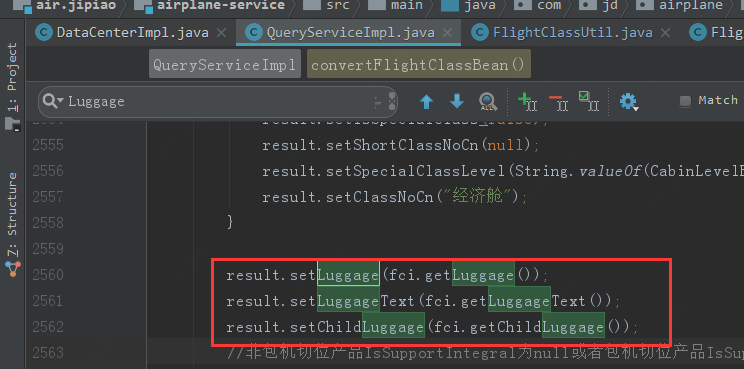 air.jipiao airplane-service src main java com jd airplane
DataCenterImpl.java QueryServiceImpl.java FlightClassUtil.java Fli
QueryServiceImpl convertFlightClassBean()
Luggage Match
1: Project
Z: Structure
2555 result.setShortClassNoCn(null);
2556 result.setSpecialClassLevel(String.valueOf(CabinLevelE
2557 result.setClassNoCn("经济舱");
2558 }
2559
2560 result.setLuggage(fci.getLuggage());
2561 result.setLuggageText(fci.getLuggageText());
2562 result.setChildLuggage(fci.getChildLuggage());
2563 //非包机切位产品IsSupportIntegral为null或者包机切位产品IsSu